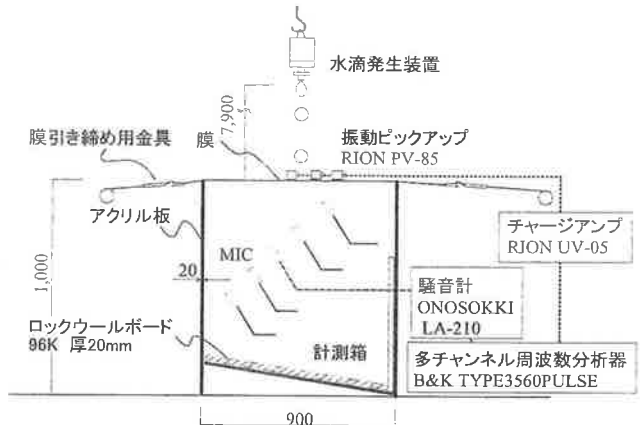 水滴発生装置
7,900
振動ピックアップ
RION PV-85
膜引き締め用金具
膜
アクリル板
チャージアンプ
RION UV-05
MIC
20
1,000
騒音計
ONOSOKKI
LA-210
ロックウールボード
96K 厚20mm
計測箱
多チャンネル周波数分析器
B&K TYPE3560PULSE
900